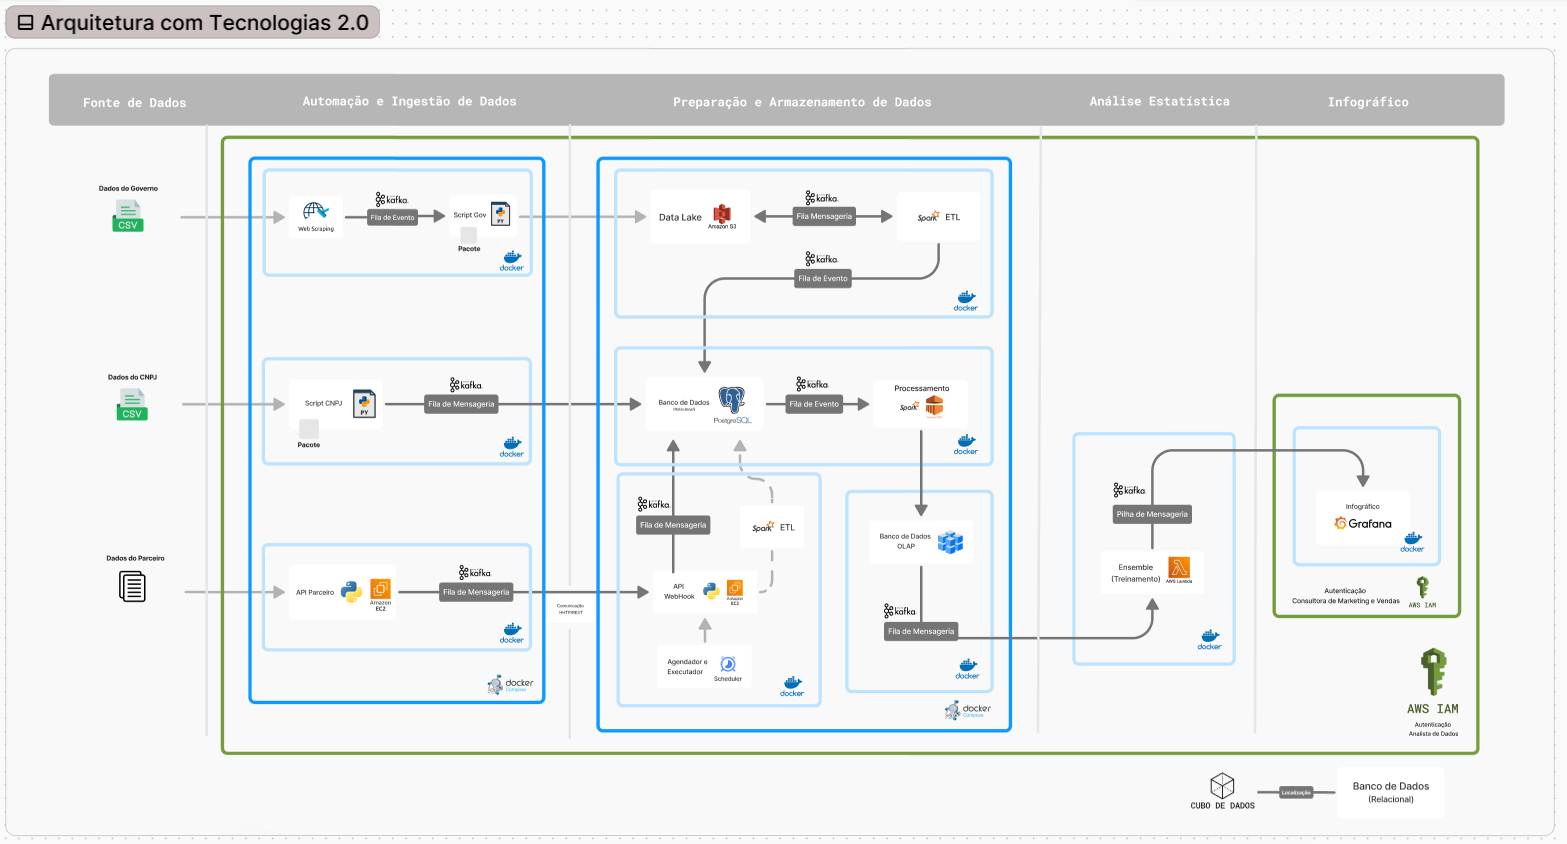 Arquitetura com Tecnologias 2.0
Fonte de Dados
Automação e Ingestão de Dados
Preparação e Armazenamento de Dados
Análise Estatística
Infográfico
Dados do Governo
CSV
Web Scraping
kafka.
Fila de Evento
Script Gov
PY
Pacote
docker
Data Lake
Amazon S3
kafka.
Fila Mensageria
Spark
ETL
kafka.
Fila de Evento
docker
Dados do CNPJ
CSV
Script CNPJ
PY
Pacote
kafka.
Fila de Mensageria
docker
Banco de Dados
(Relacional)
PostgreSQL
kafka.
Fila de Evento
Processamento
Spark
docker
Dados do Parceiro
API Parceiro
Amazon
EC2
kafka.
Fila de Mensageria
docker
docker
Compose
Comunicação
HHTP/REST
kafka.
Fila de Mensageria
Spark
ETL
API
WebHook
Amazon
EC2
Agendador e
Executador
Scheduler
docker
Banco de Dados
OLAP
kafka.
Fila de Mensageria
docker
docker
Compose
kafka.
Pilha de Mensageria
Ensemble
(Treinamento)
AWS Lambda
docker
Infográfico
Grafana
docker
Autenticação
Consultora de Marketing e Vendas
AWS IAM
AWS IAM
Autenticação
Analista de Dados
CUBO DE DADOS
Localização
Banco de Dados
(Relacional)